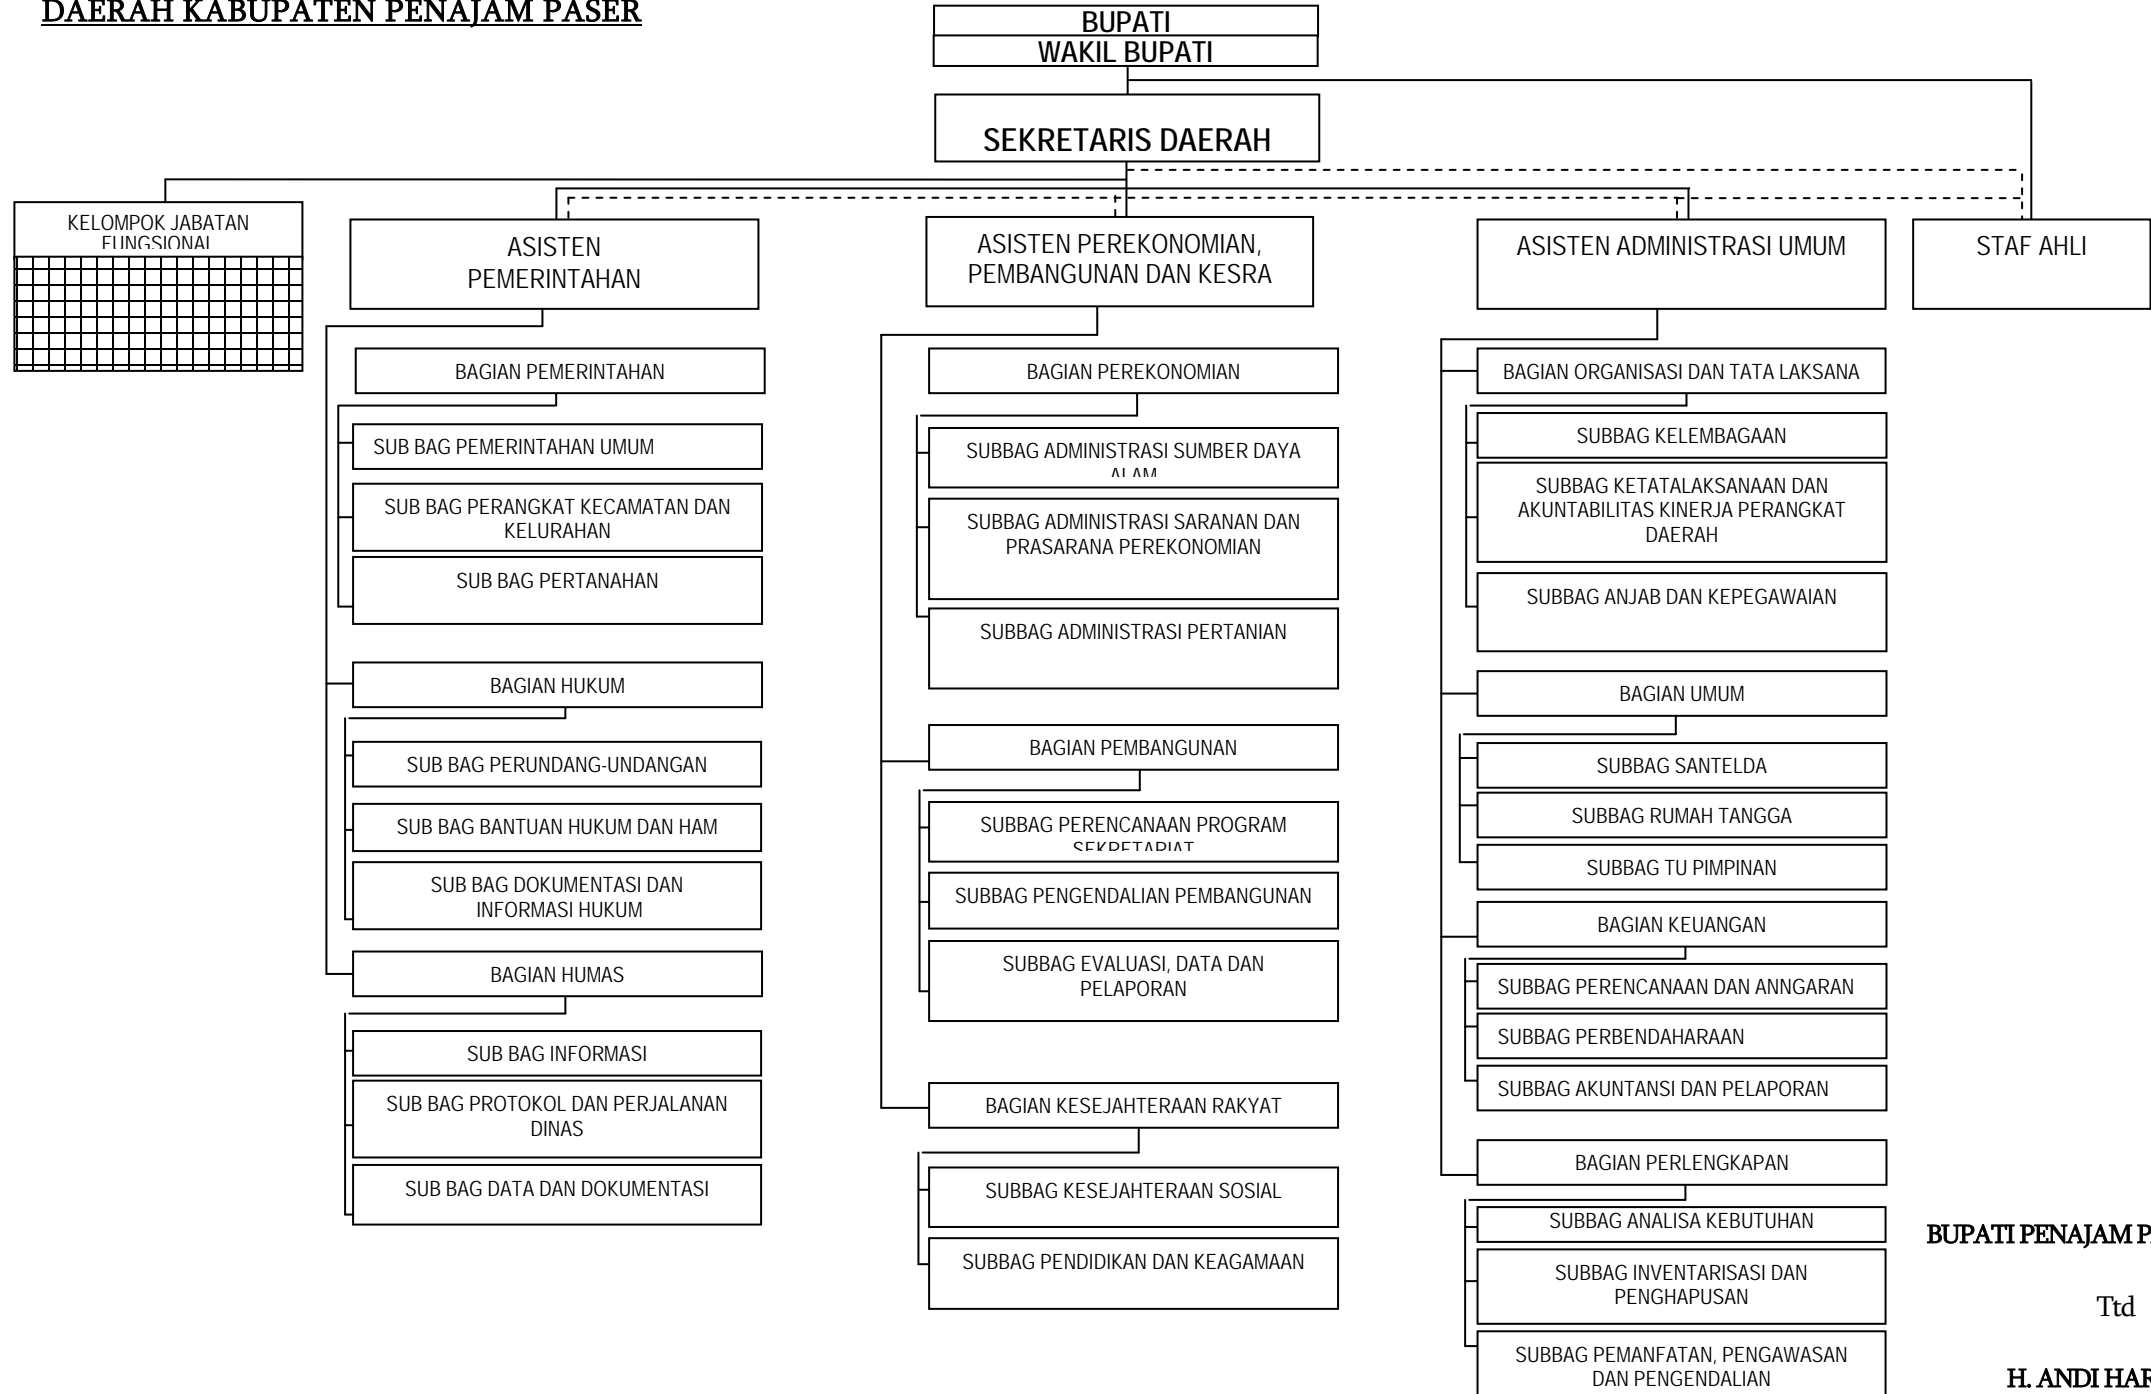 DAERAH KABUPATEN PENAJAM PASER
BUPATI
WAKIL BUPATI
SEKRETARIS DAERAH
KELOMPOK JABATAN
FUNGSIONAL
ASISTEN
PEMERINTAHAN
ASISTEN PEREKONOMIAN,
PEMBANGUNAN DAN KESRA
ASISTEN ADMINISTRASI UMUM
STAF AHLI
BAGIAN PEMERINTAHAN
SUB BAG PEMERINTAHAN UMUM
SUB BAG PERANGKAT KECAMATAN DAN
KELURAHAN
SUB BAG PERTANAHAN
BAGIAN HUKUM
SUB BAG PERUNDANG-UNDANGAN
SUB BAG BANTUAN HUKUM DAN HAM
SUB BAG DOKUMENTASI DAN
INFORMASI HUKUM
BAGIAN HUMAS
SUB BAG INFORMASI
SUB BAG PROTOKOL DAN PERJALANAN
DINAS
SUB BAG DATA DAN DOKUMENTASI
BAGIAN PEREKONOMIAN
SUBBAG ADMINISTRASI SUMBER DAYA
ALAM
SUBBAG ADMINISTRASI SARANAN DAN
PRASARANA PEREKONOMIAN
SUBBAG ADMINISTRASI PERTANIAN
BAGIAN PEMBANGUNAN
SUBBAG PERENCANAAN PROGRAM
SEKRETARIAT
SUBBAG PENGENDALIAN PEMBANGUNAN
SUBBAG EVALUASI, DATA DAN
PELAPORAN
BAGIAN KESEJAHTERAAN RAKYAT
SUBBAG KESEJAHTERAAN SOSIAL
SUBBAG PENDIDIKAN DAN KEAGAMAAN
BAGIAN ORGANISASI DAN TATA LAKSANA
SUBBAG KELEMBAGAAN
SUBBAG KETATALAKSANAAN DAN
AKUNTABILITAS KINERJA PERANGKAT
DAERAH
SUBBAG ANJAB DAN KEPEGAWAIAN
BAGIAN UMUM
SUBBAG SANTELDA
SUBBAG RUMAH TANGGA
SUBBAG TU PIMPINAN
BAGIAN KEUANGAN
SUBBAG PERENCANAAN DAN ANNGARAN
SUBBAG PERBENDAHARAAN
SUBBAG AKUNTANSI DAN PELAPORAN
BAGIAN PERLENGKAPAN
SUBBAG ANALISA KEBUTUHAN
SUBBAG INVENTARISASI DAN
PENGHAPUSAN
SUBBAG PEMANFATAN, PENGAWASAN
DAN PENGENDALIAN
BUPATI PENAJAM
Ttd
H. ANDI